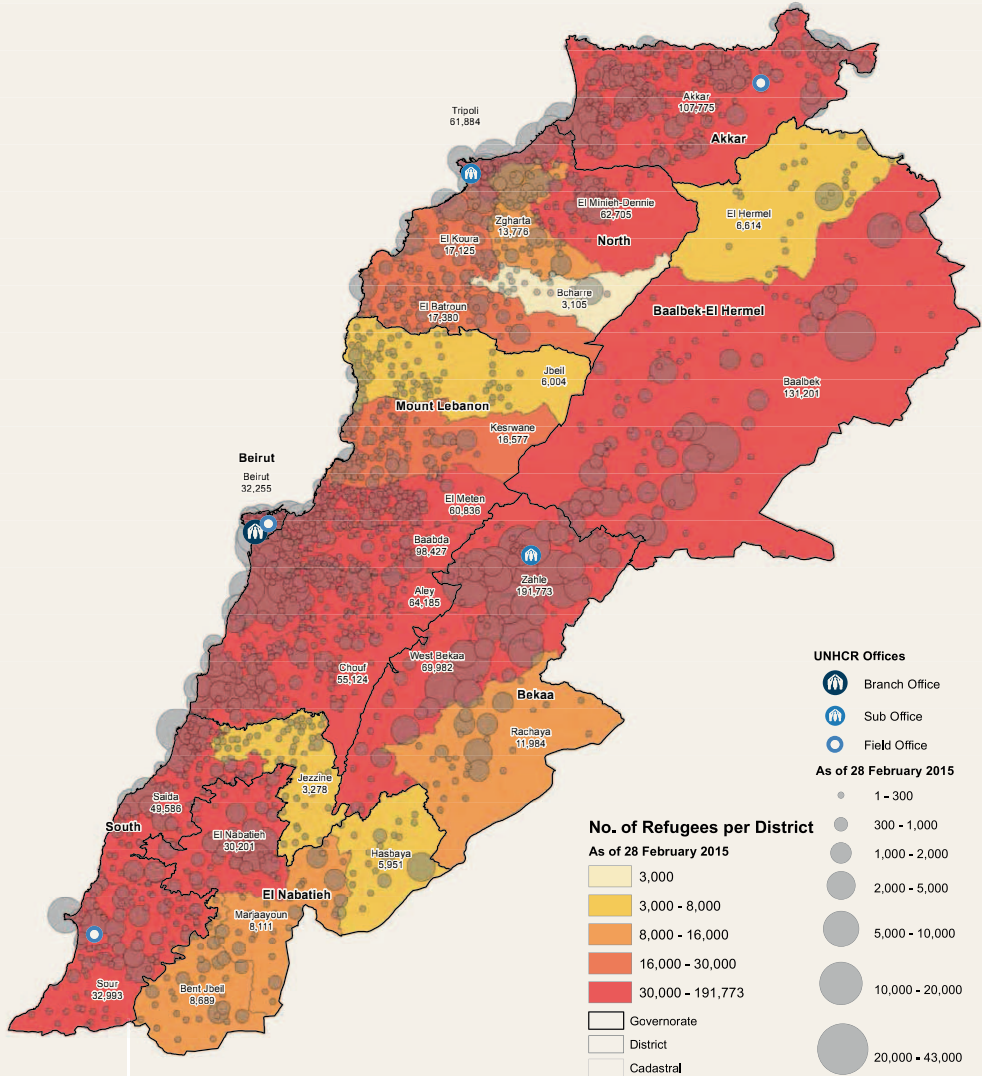 Akkar
107,775
Akkar
Tripoli
61,884
El Minieh-Dennie
62,705
North
El Hermel
6,614
Zgharta
13,776
El Koura
17,125
Bcharre
3,105
El Batroun
17,380
Baalbek-El Hermel
Jbeil
6,004
Baalbek
131,201
Mount Lebanon
Kesrwane
16,577
Beirut
Beirut
32,255
El Meten
60,836
Baabda
98,427
Zahle
191,773
Aley
64,185
West Bekaa
69,982
Chouf
55,124
Bekaa
Rachaya
11,984
Jezzine
3,278
Saida
49,586
South
El Nabatieh
30,201
Hasbaya
5,951
El Nabatieh
Marjaayoun
8,111
Bent Jbeil
8,689
Sour
32,993
UNHCR Offices
Branch Office
Sub Office
Field Office
As of 28 February 2015
1 - 300
300 - 1,000
1,000 - 2,000
2,000 - 5,000
5,000 - 10,000
10,000 - 20,000
20,000 - 43,000
No. of Refugees per District
As of 28 February 2015
3,000
3,000 - 8,000
8,000 - 16,000
16,000 - 30,000
30,000 - 191,773
Governorate
District
Cadastral